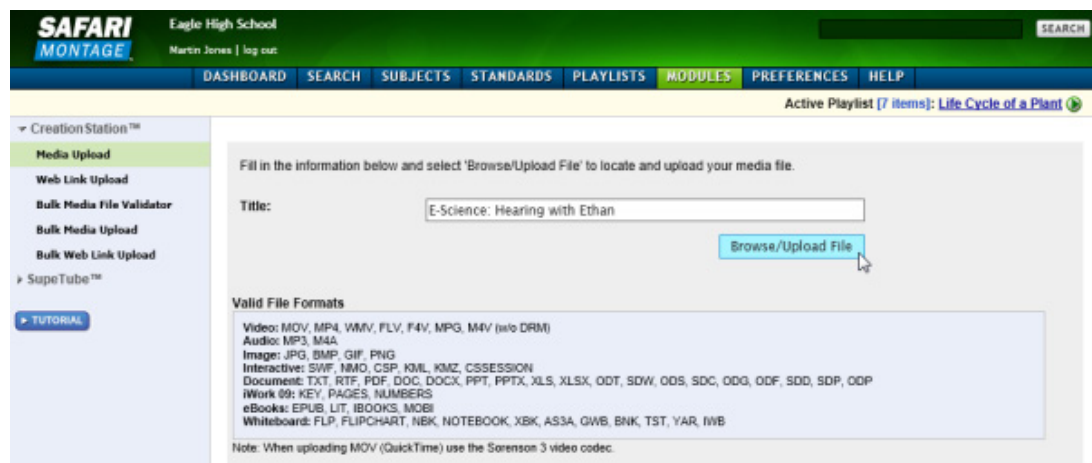 SAFARI
MONTAGE
Eagle High School
Martin Jones | log out
SEARCH
DASHBOARD SEARCH SUBJECTS STANDARDS PLAYLISTS MODULES PREFERENCES HELP
Active Playlist [7 items]: Life Cycle of a Plant
CreationStation™
Media Upload
Web Link Upload
Bulk Media File Validator
Bulk Media Upload
Bulk Web Link Upload
SupeTube™
TUTORIAL
Fill in the information below and select 'Browse/Upload File' to locate and upload your media file.
Title: E-Science: Hearing with Ethan
Browse/Upload File
Valid File Formats
Video: MOV, MP4, WMV, FLV, F4V, MPG, M4V (w/o DRM)
Audio: MP3, M4A
Image: JPG, BMP, GIF, PNG
Interactive: SWF, NMO, CSP, KML, KMZ, CSSESSION
Document: TXT, RTF, PDF, DOC, DOCX, PPT, PPTX, XLS, XLSX, ODT, SDW, ODS, SDC, ODG, ODF, SDD, SDP, ODP
iWork 09: KEY, PAGES, NUMBERS
eBooks: EPUB, LIT, IBOOKS, MOBI
Whiteboard: FLP, FLIPCHART, NBK, NOTEBOOK, XBK, AS3A, GWB, BNK, TST, YAR, IWB
Note: When uploading MOV (QuickTime) use the Sorenson 3 video codec.